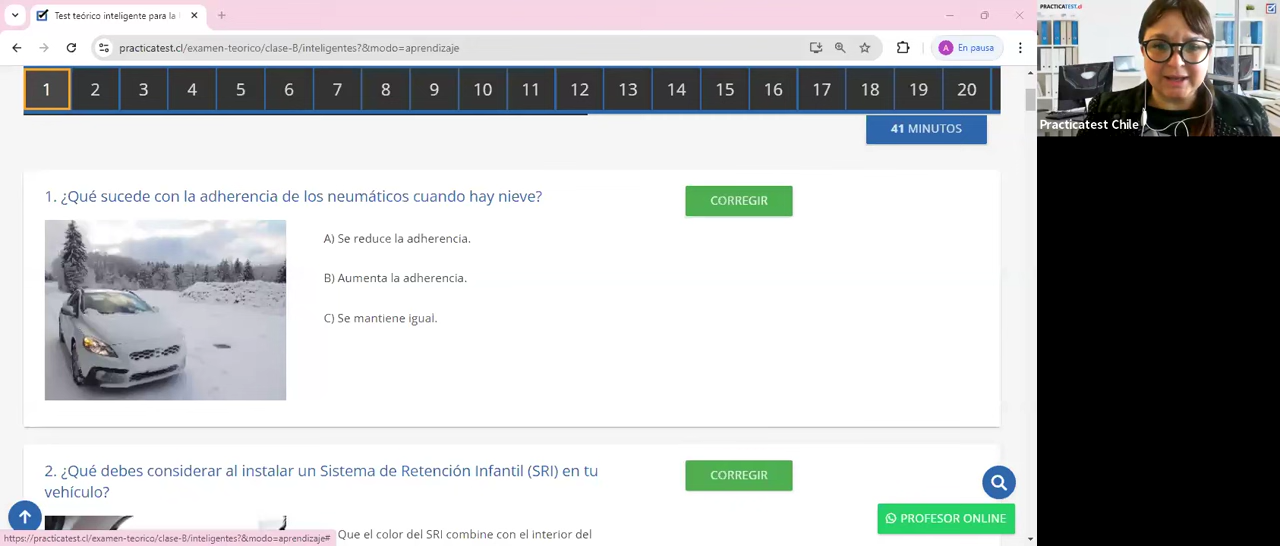 PRACTICATEST.cl
Test teórico inteligente para la
practicatest.cl/examen-teorico/clase-B/inteligentes?&modo=aprendizaje
A
En pausa
1 2 3 4 5 6 7 8 9 10 11 12 13 14 15 16 17 18 19 20
Practicatest Chile
41 MINUTOS
1. ¿Qué sucede con la adherencia de los neumáticos cuando hay nieve?
CORREGIR
A) Se reduce la adherencia.
B) Aumenta la adherencia.
C) Se mantiene igual.
2. ¿Qué debes considerar al instalar un Sistema de Retención Infantil (SRI) en tu
vehículo?
CORREGIR
PROFESOR ONLINE
Que el color del SRI combine con el interior del
https://practicatest.cl/examen-teorico/clase-B/inteligentes?&modo=aprendizaje#